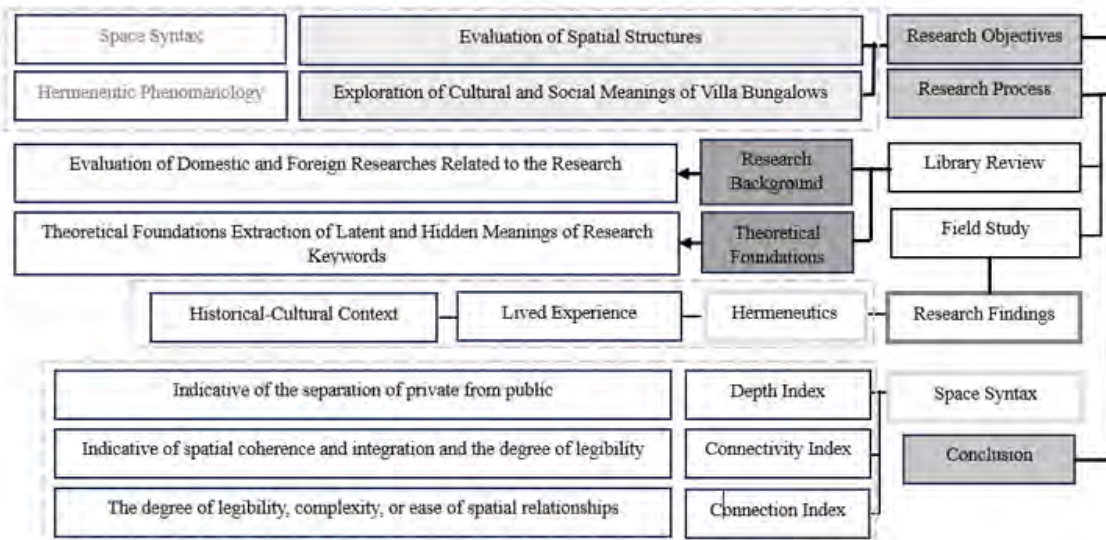 Space Syntax
Evaluation of Spatial Structures
Research Objectives
Hermeneutic Phenomenology
Exploration of Cultural and Social Meanings of Villa Bungalows
Research Process
Evaluation of Domestic and Foreign Researches Related to the Research
Research
Background
Library Review
Theoretical Foundations Extraction of Latent and Hidden Meanings of Research
Keywords
Theoretical
Foundations
Field Study
Historical-Cultural Context
Lived Experience
Hermeneutics
Research Findings
Indicative of the separation of private from public
Depth Index
Space Syntax
Indicative of spatial coherence and integration and the degree of legibility
Connectivity Index
Conclusion
The degree of legibility, complexity, or ease of spatial relationships
Connection Index